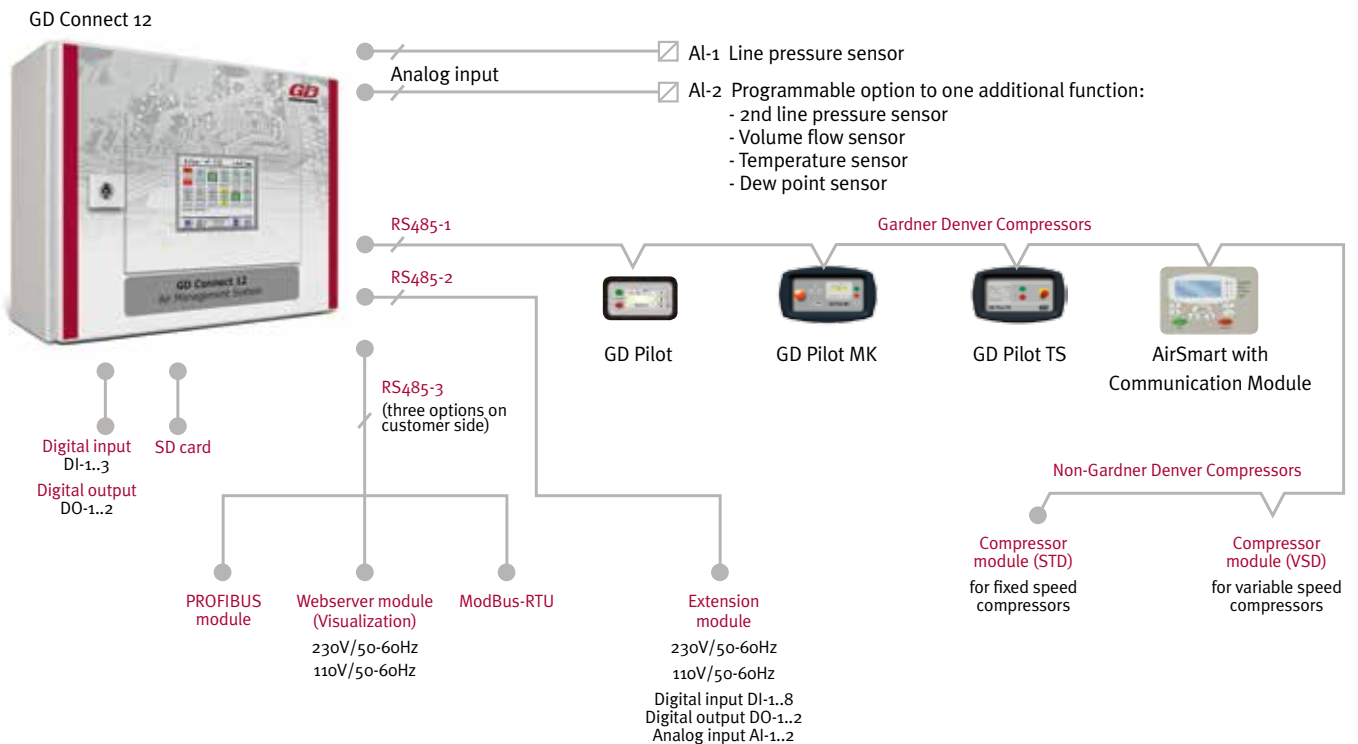 GD Connect 12
GD
GD Connect 12
Air Management System
Analog input
AI-1 Line pressure sensor
AI-2 Programmable option to one additional function:
- 2nd line pressure sensor
- Volume flow sensor
- Temperature sensor
- Dew point sensor
RS485-1
Gardner Denver Compressors
RS485-2
GD Pilot
GD Pilot MK
GD Pilot TS
AirSmart with
Communication Module
RS485-3
(three options on
customer side)
Digital input
DI-1..3
Digital output
DO-1..2
SD card
Non-Gardner Denver Compressors
Compressor
module (STD)
for fixed speed
compressors
Compressor
module (VSD)
for variable speed
compressors
PROFIBUS
module
Webserver module
(Visualization)
230V/50-60Hz
110V/50-60Hz
ModBus-RTU
Extension
module
230V/50-60Hz
110V/50-60Hz
Digital input DI-1..8
Digital output DO-1..2
Analog input AI-1..2